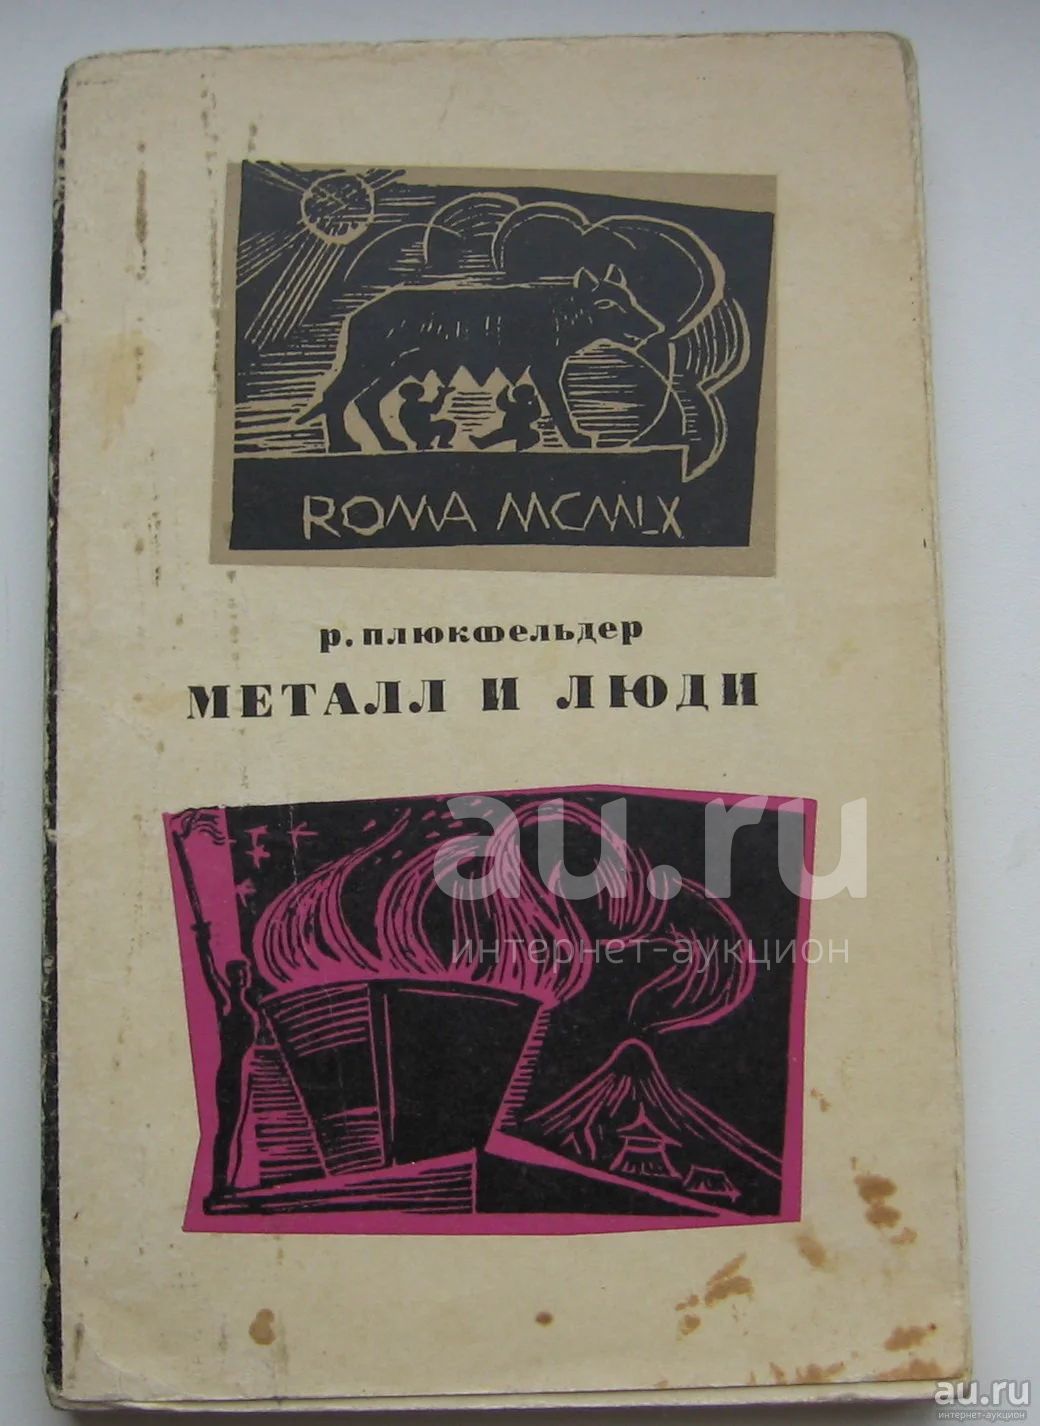 ROMA MCMLX
Р. ПЛЮКФЕЛЬДЕР
МЕТАЛЛ И ЛЮДИ
au.ru
интернет-аукцион
au.ru
интернет-аукцион